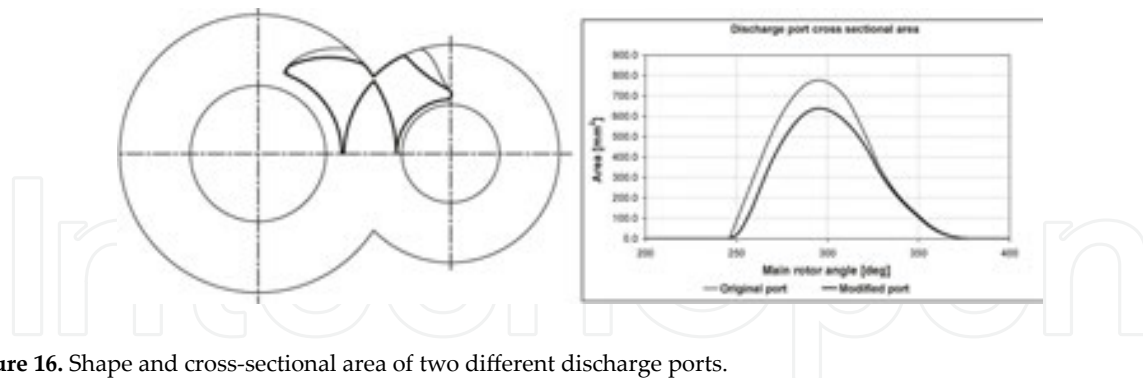 Discharge port cross sectional area
900.0
800.0
700.0
600.0
500.0
400.0
300.0
200.0
100.0
0.0
Area [mm²]
200 250 300 350 400
Main rotor angle [deg]
Original port Modified port
IntechOpen
ure 16. Shape and cross-sectional area of two different discharge ports.